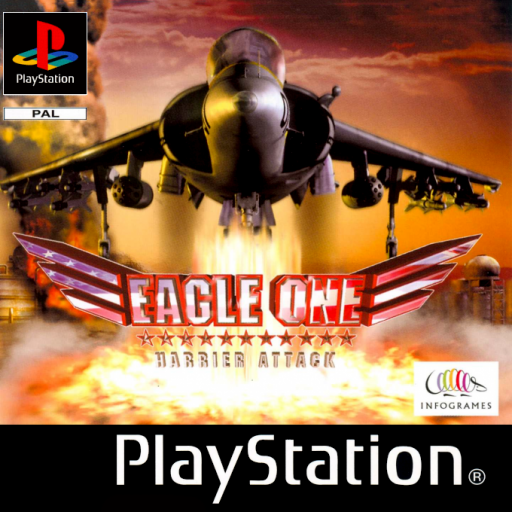 PlayStation
PAL
EAGLE ONE
HARRIER ATTACK
INFOGRAMES
PlayStation®